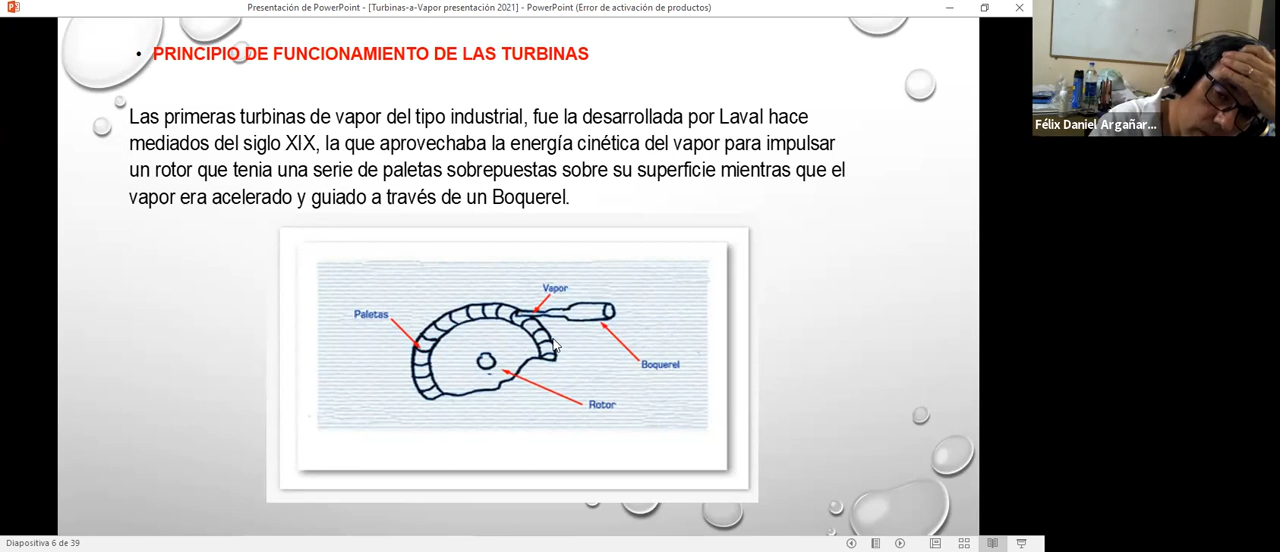 Presentación de PowerPoint - [Turbinas-a-Vapor presentación 2021] - PowerPoint (Error de activación de productos)
• PRINCIPIO DE FUNCIONAMIENTO DE LAS TURBINAS
Las primeras turbinas de vapor del tipo industrial, fue la desarrollada por Laval hace
mediados del siglo XIX, la que aprovechaba la energía cinética del vapor para impulsar
un rotor que tenia una serie de paletas sobrepuestas sobre su superficie mientras que el
vapor era acelerado y guiado a través de un Boquerel.
Vapor
Paletas
Boquerel
Rotor
Félix Daniel Argañar...
Diapositiva 6 de 39